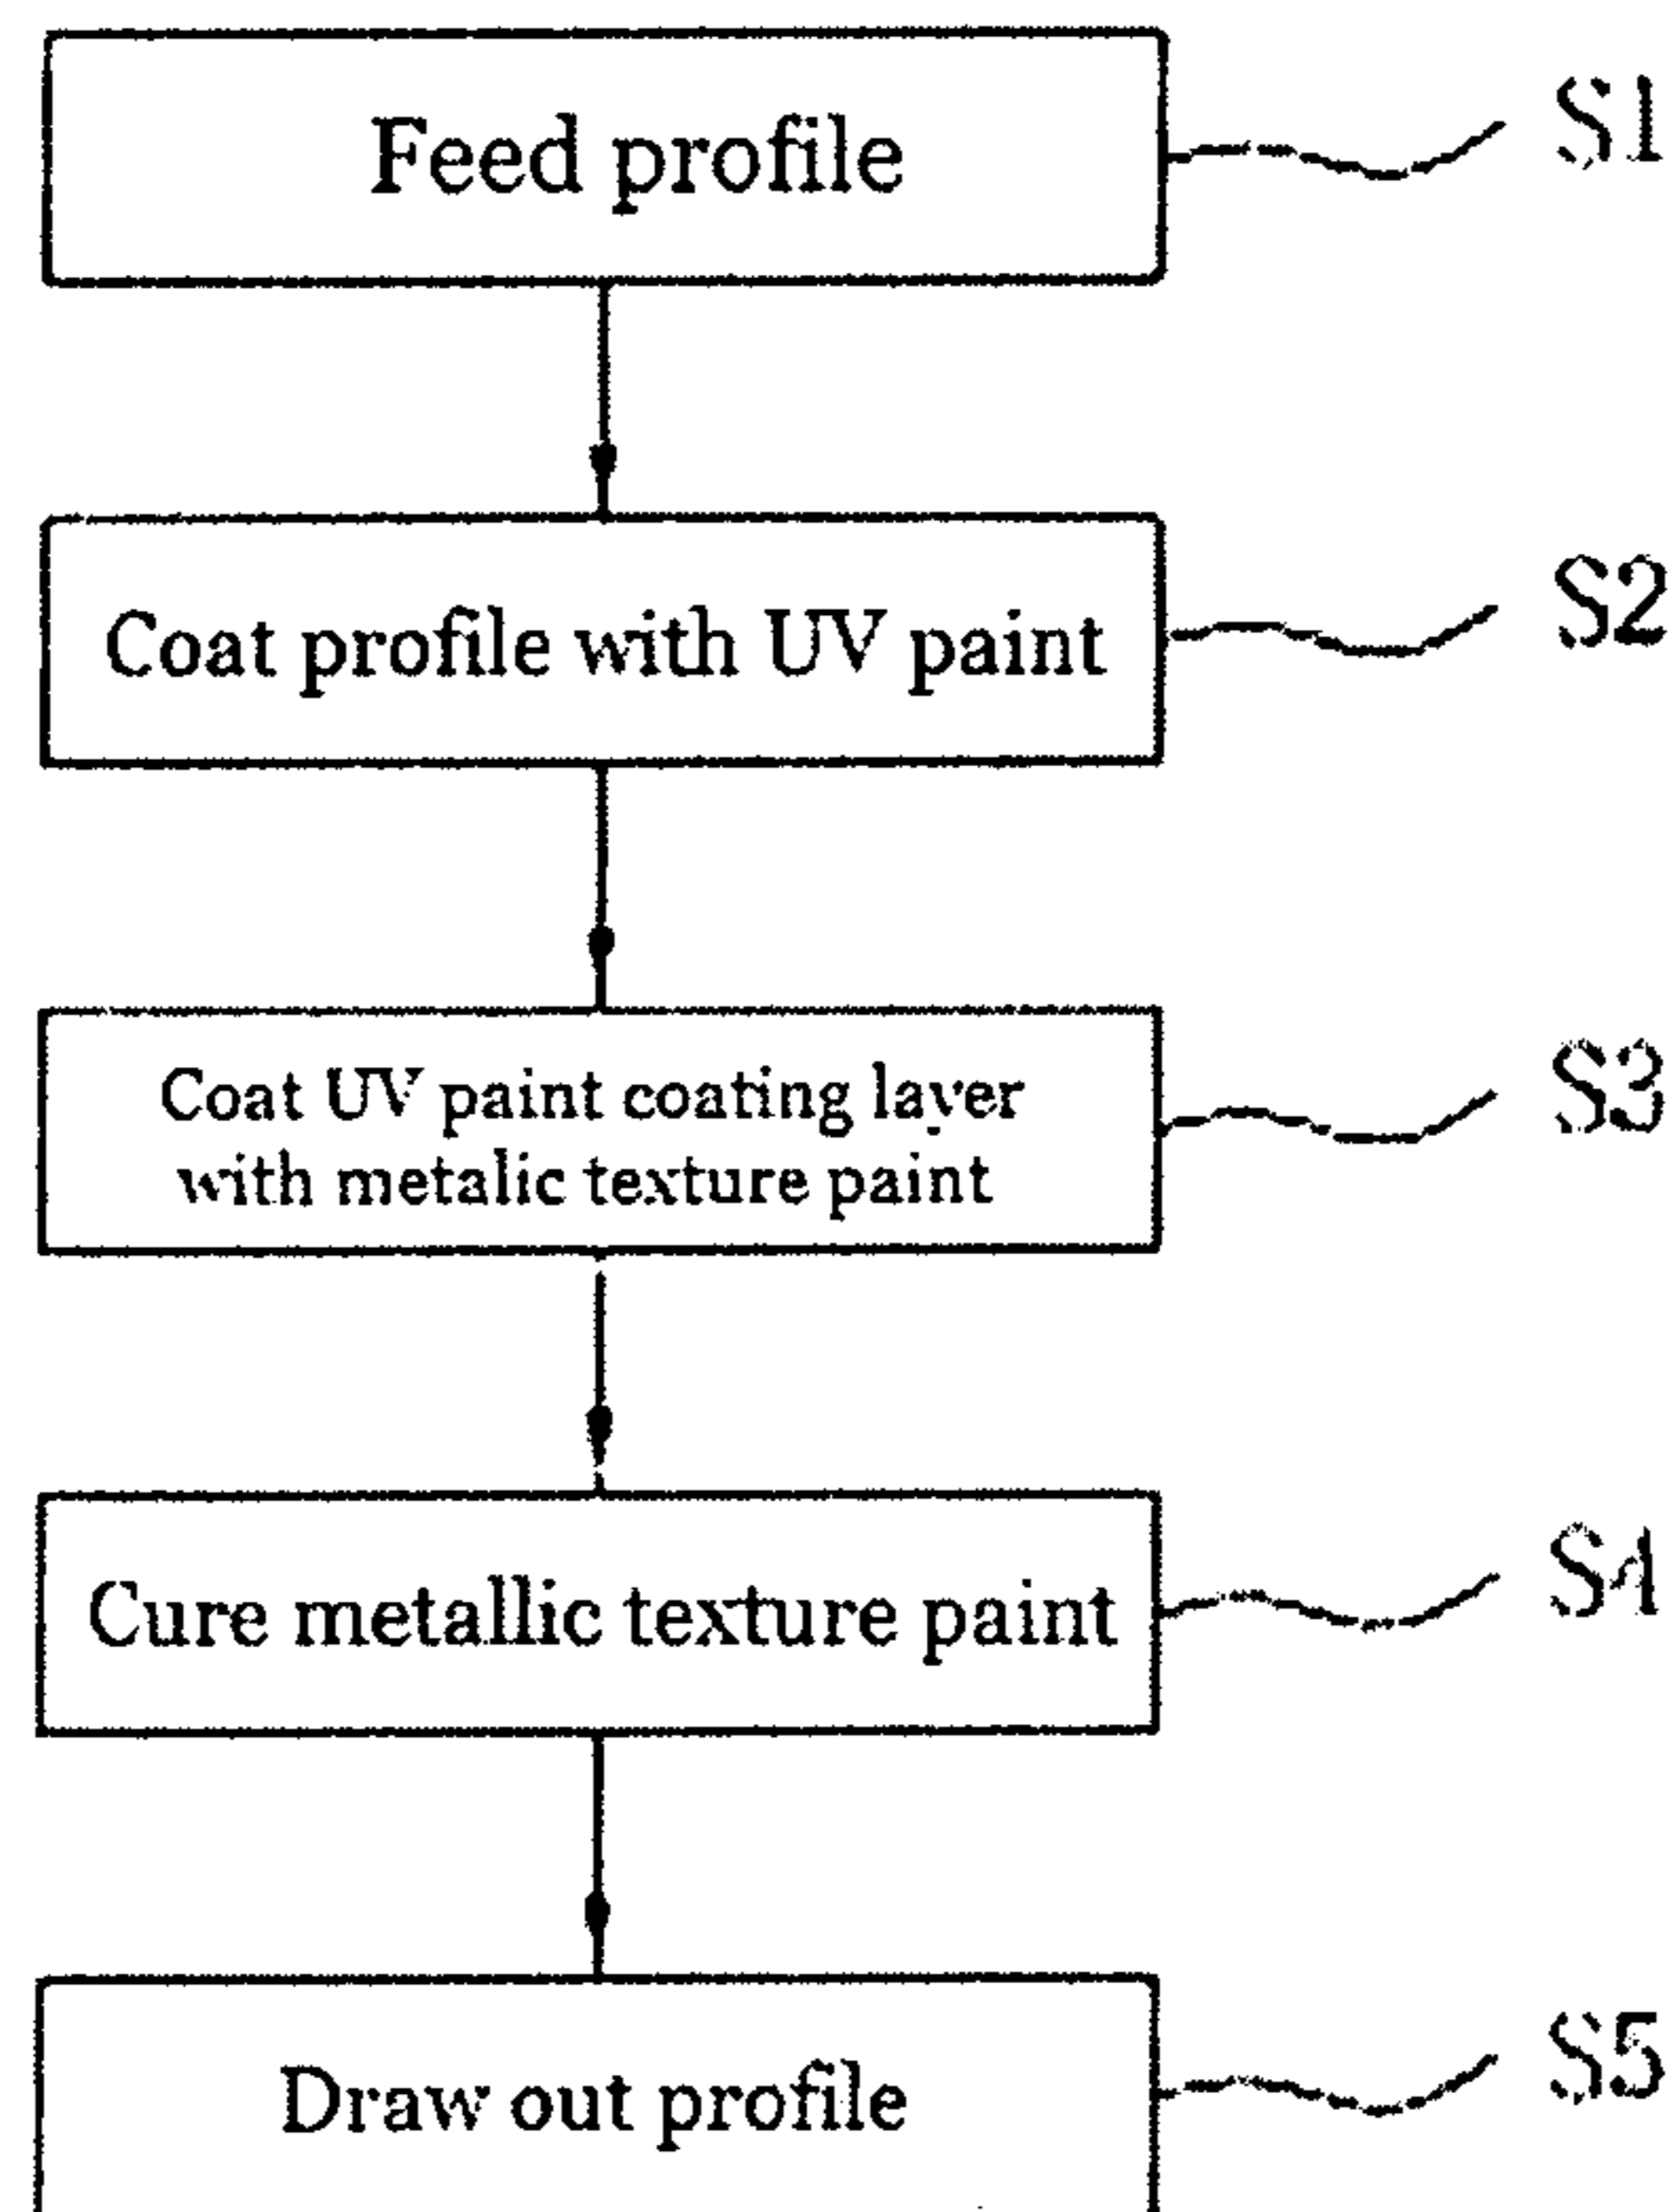 Feed profile
S1
Coat profile with UV paint
S2
Coat UV paint coating layer
with metalic texture paint
S3
Cure metallic texture paint
S4
Draw out profile
S5